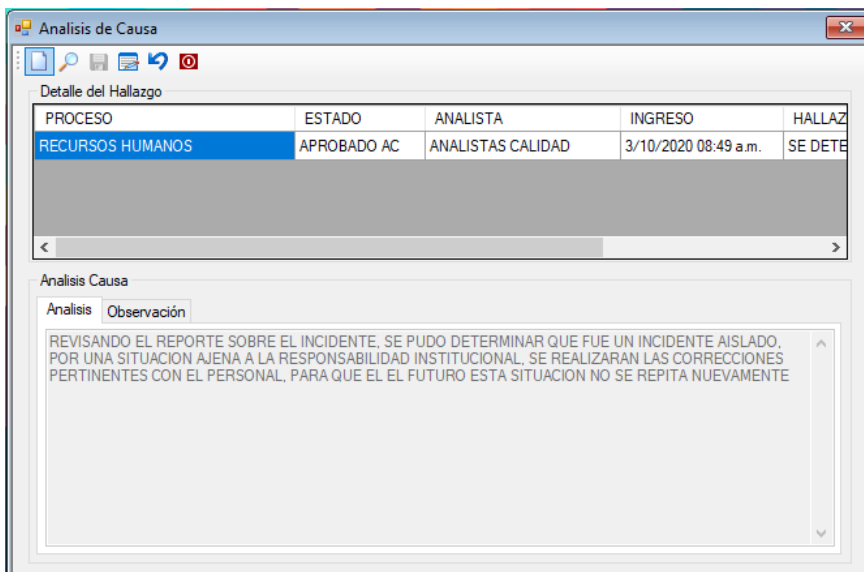 Analisis de Causa
Detalle del Hallazgo
PROCESO ESTADO ANALISTA INGRESO HALLAZ
RECURSOS HUMANOS APROBADO AC ANALISTAS CALIDAD 3/10/2020 08:49 a.m. SE DETE
Analisis Causa
Analisis Observación
REVISANDO EL REPORTE SOBRE EL INCIDENTE, SE PUDO DETERMINAR QUE FUE UN INCIDENTE AISLADO,
POR UNA SITUACION AJENA A LA RESPONSABILIDAD INSTITUCIONAL, SE REALIZARAN LAS CORRECCIONES
PERTINENTES CON EL PERSONAL, PARA QUE EL EL FUTURO ESTA SITUACION NO SE REPITA NUEVAMENTE